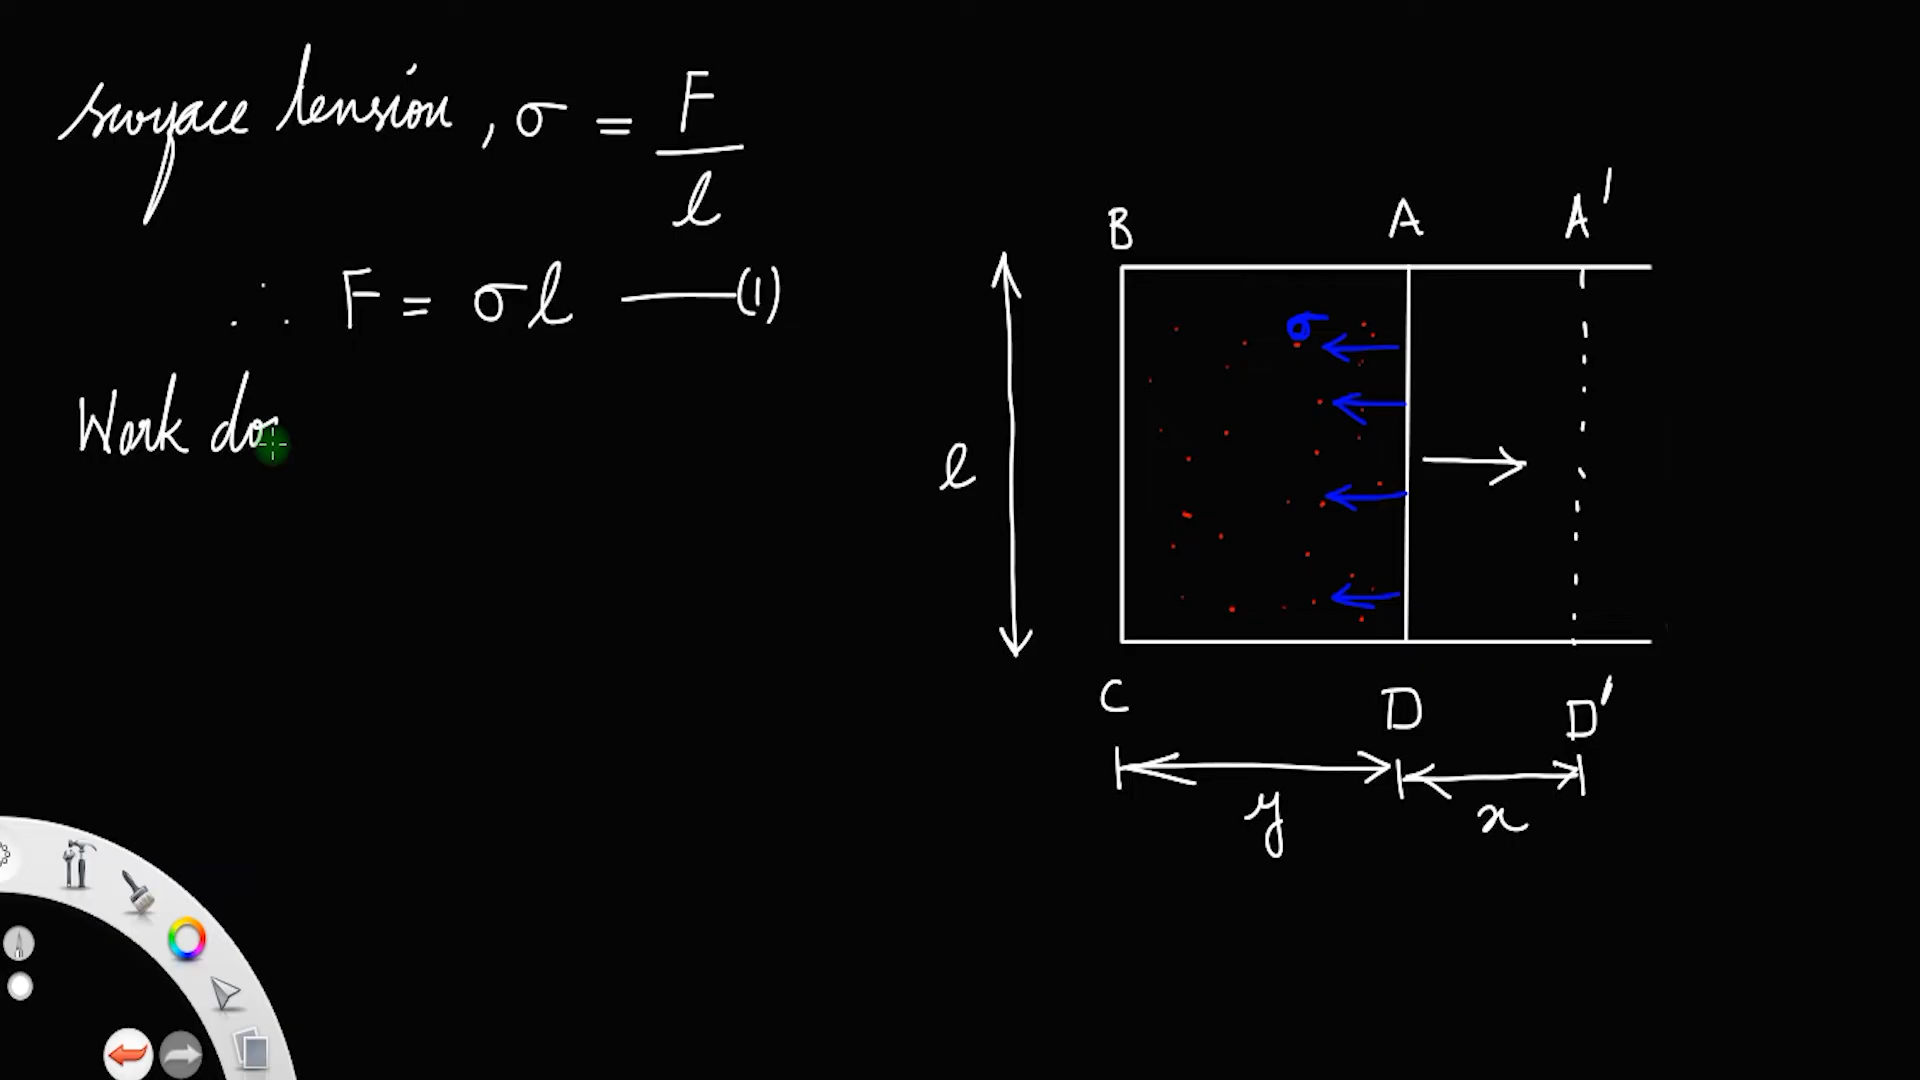 surface tension, σ = F/l
∴ F = σl ——(1)
Work do
B A A'
σ
l
C D D'
y x